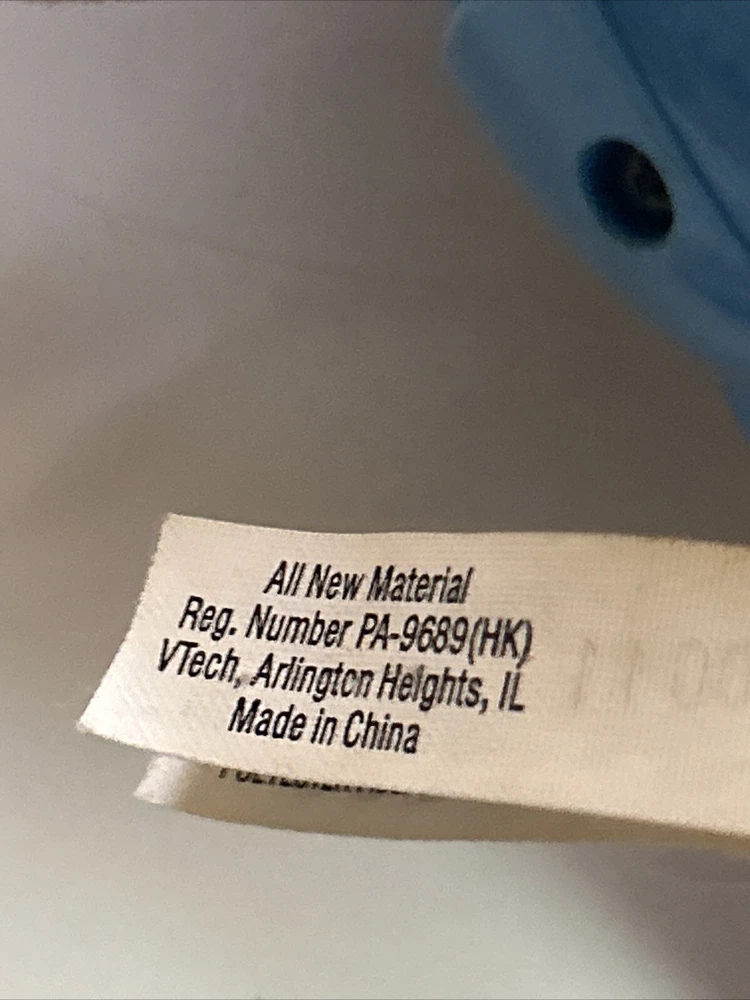 All New Material
Reg. Number PA-9689(HK)
VTech, Arlington Heights, IL
Made in China